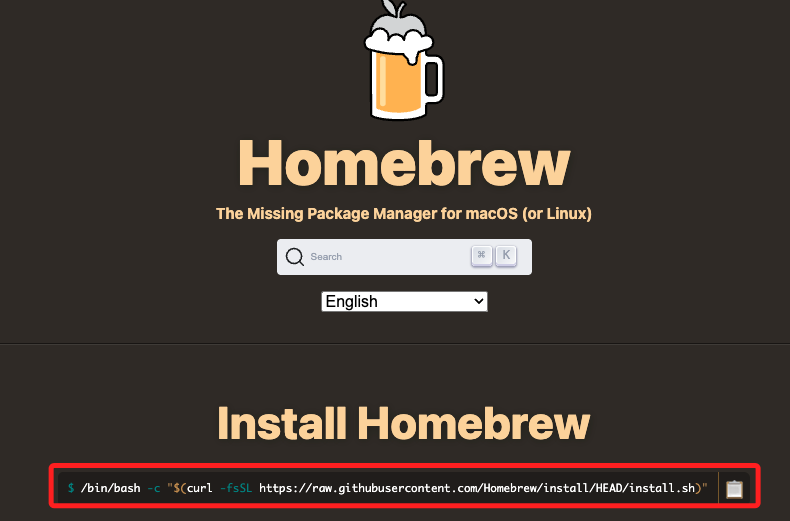 Homebrew
The Missing Package Manager for macOS (or Linux)
Search ⌘ K
English
Install Homebrew
$ /bin/bash -c "$(curl -fsSL https://raw.githubusercontent.com/Homebrew/install/HEAD/install.sh)"